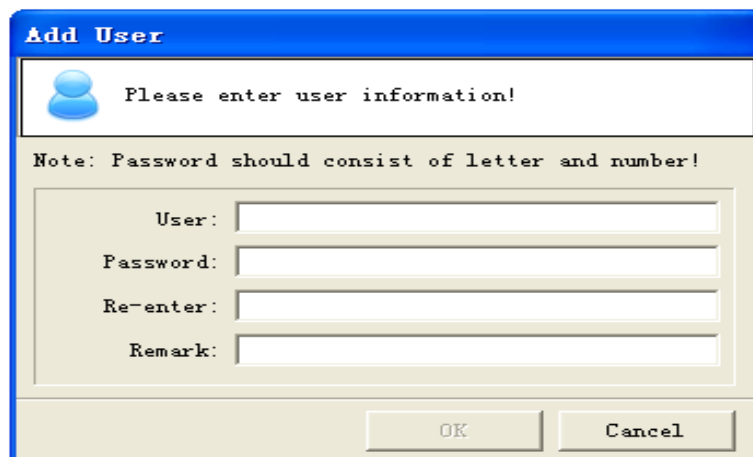 Add User
Please enter user information!
Note: Password should consist of letter and number!
User:
Password:
Re-enter:
Remark:
OK Cancel